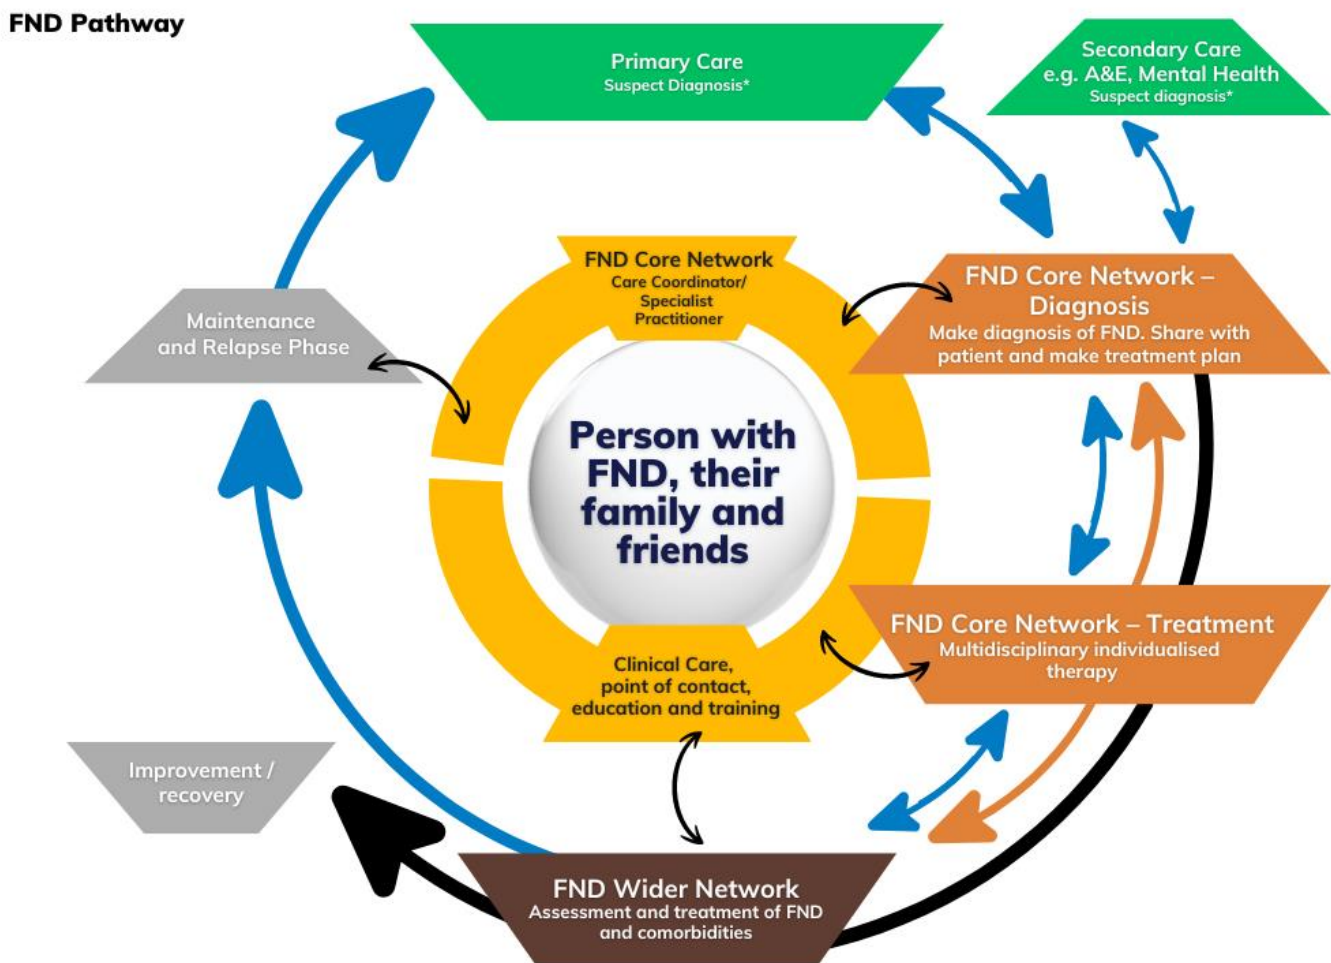 FND Pathway
Primary Care
Suspect Diagnosis*
Secondary Care
e.g. A&E, Mental Health
Suspect diagnosis*
FND Core Network
Care Coordinator/
Specialist
Practitioner
FND Core Network –
Diagnosis
Make diagnosis of FND. Share with
patient and make treatment plan
Maintenance
and Relapse Phase
Person with
FND, their
family and
friends
FND Core Network – Treatment
Multidisciplinary individualised
therapy
Clinical Care,
point of contact,
education and training
Improvement /
recovery
FND Wider Network
Assessment and treatment of FND
and comorbidities